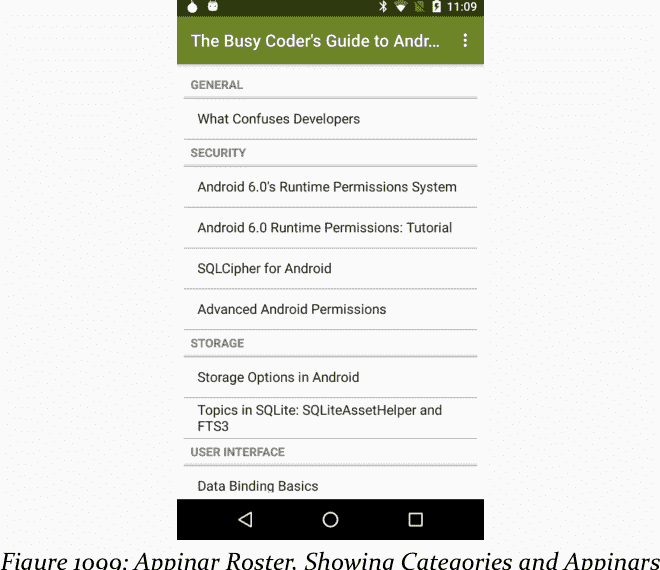 11:09
The Busy Coder's Guide to Andr...
GENERAL
What Confuses Developers
SECURITY
Android 6.0's Runtime Permissions System
Android 6.0 Runtime Permissions: Tutorial
SQLCipher for Android
Advanced Android Permissions
STORAGE
Storage Options in Android
Topics in SQLite: SQLiteAssetHelper and
FTS3
USER INTERFACE
Data Binding Basics
Figure 1099: Appinar Roster, Showing Categories and Appinars